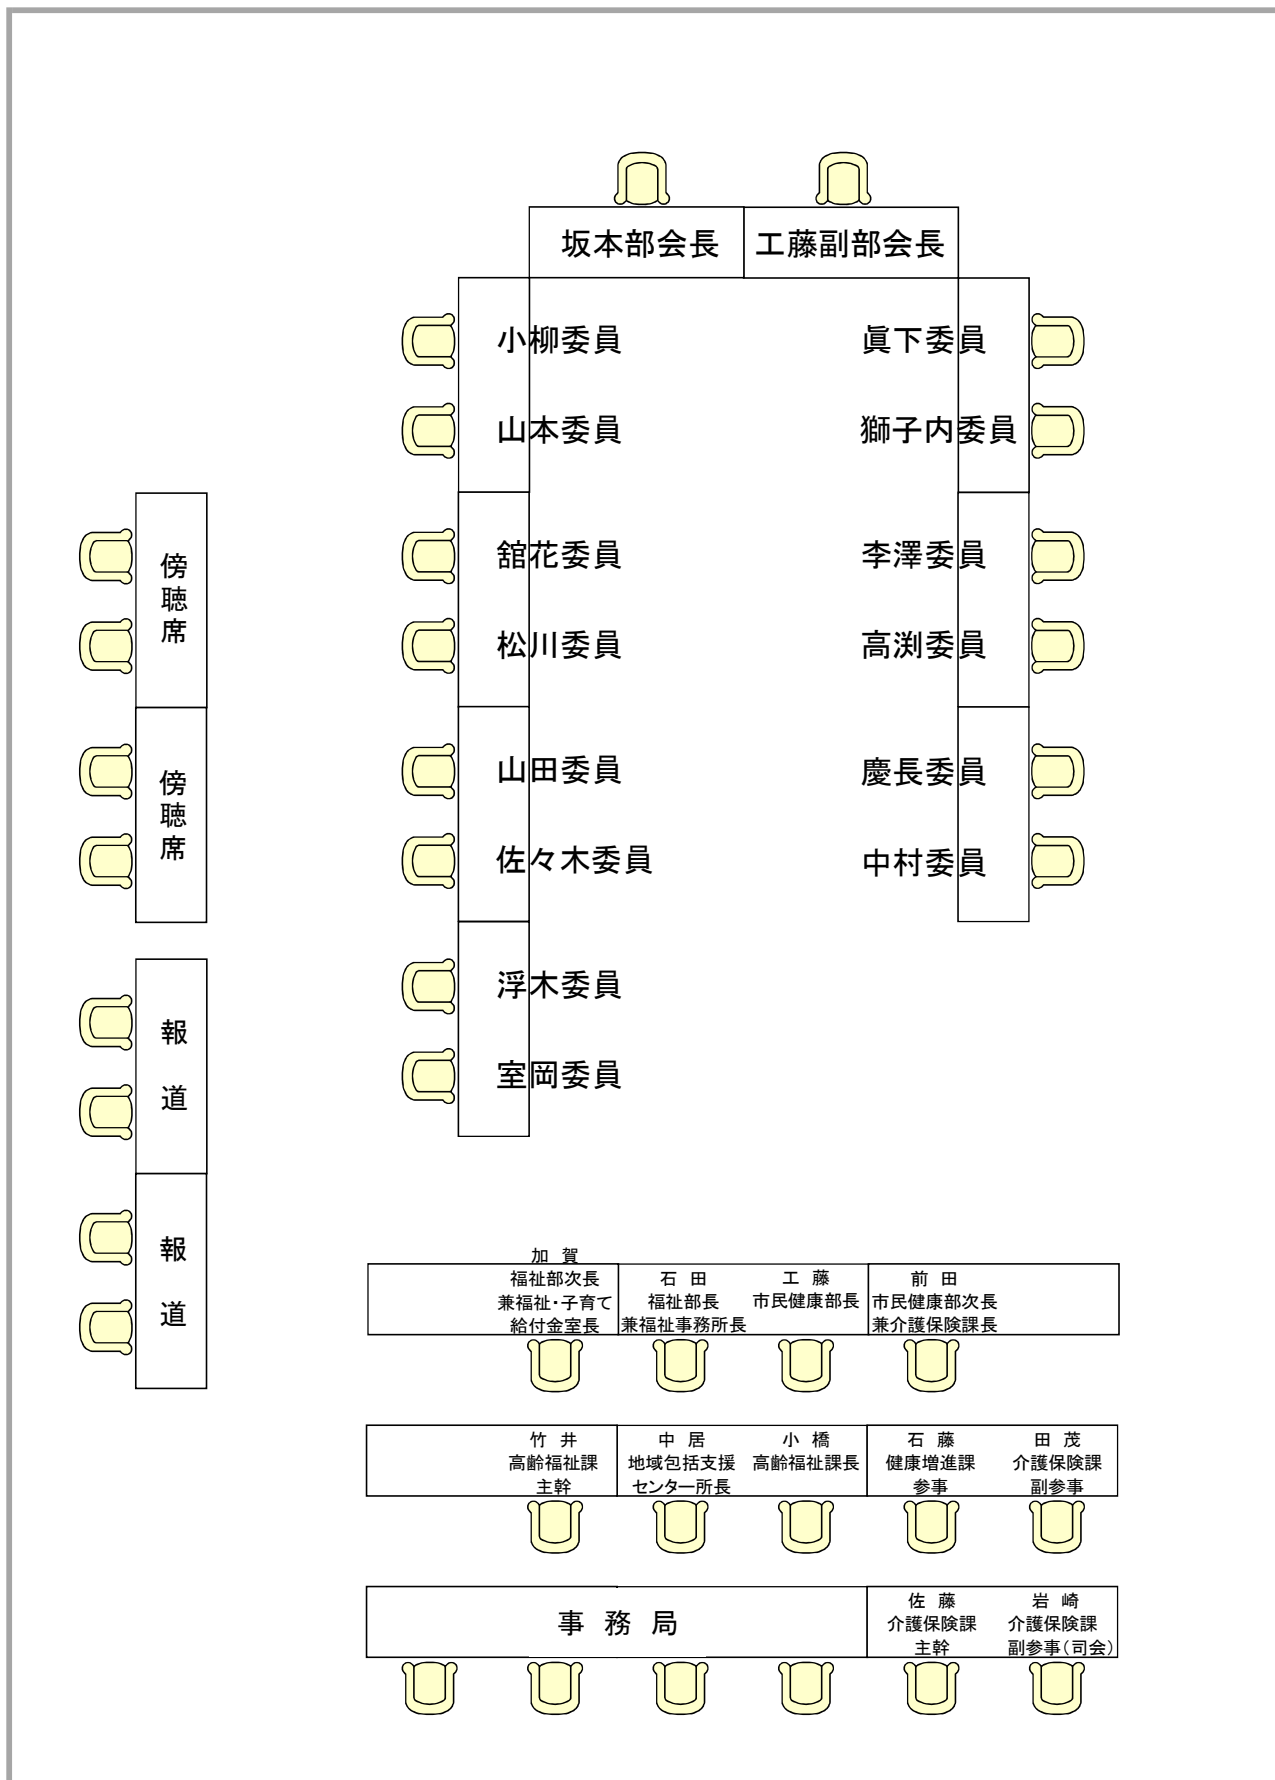 坂本部会長
工藤副部会長
小柳委員
眞下委員
山本委員
獅子内委員
舘花委員
李澤委員
松川委員
高渕委員
山田委員
慶長委員
佐々木委員
中村委員
浮木委員
室岡委員
傍聴席
傍聴席
報道
報道
加賀
福祉部次長
兼福祉・子育て
給付金室長
石田
福祉部長
兼福祉事務所長
工藤
市民健康部長
前田
市民健康部次長
兼介護保険課長
竹井
高齢福祉課
主幹
中居
地域包括支援
センター所長
小橋
高齢福祉課長
石藤
健康増進課
参事
田茂
介護保険課
副参事
事務局
佐藤
介護保険課
主幹
岩崎
介護保険課
副参事(司会)